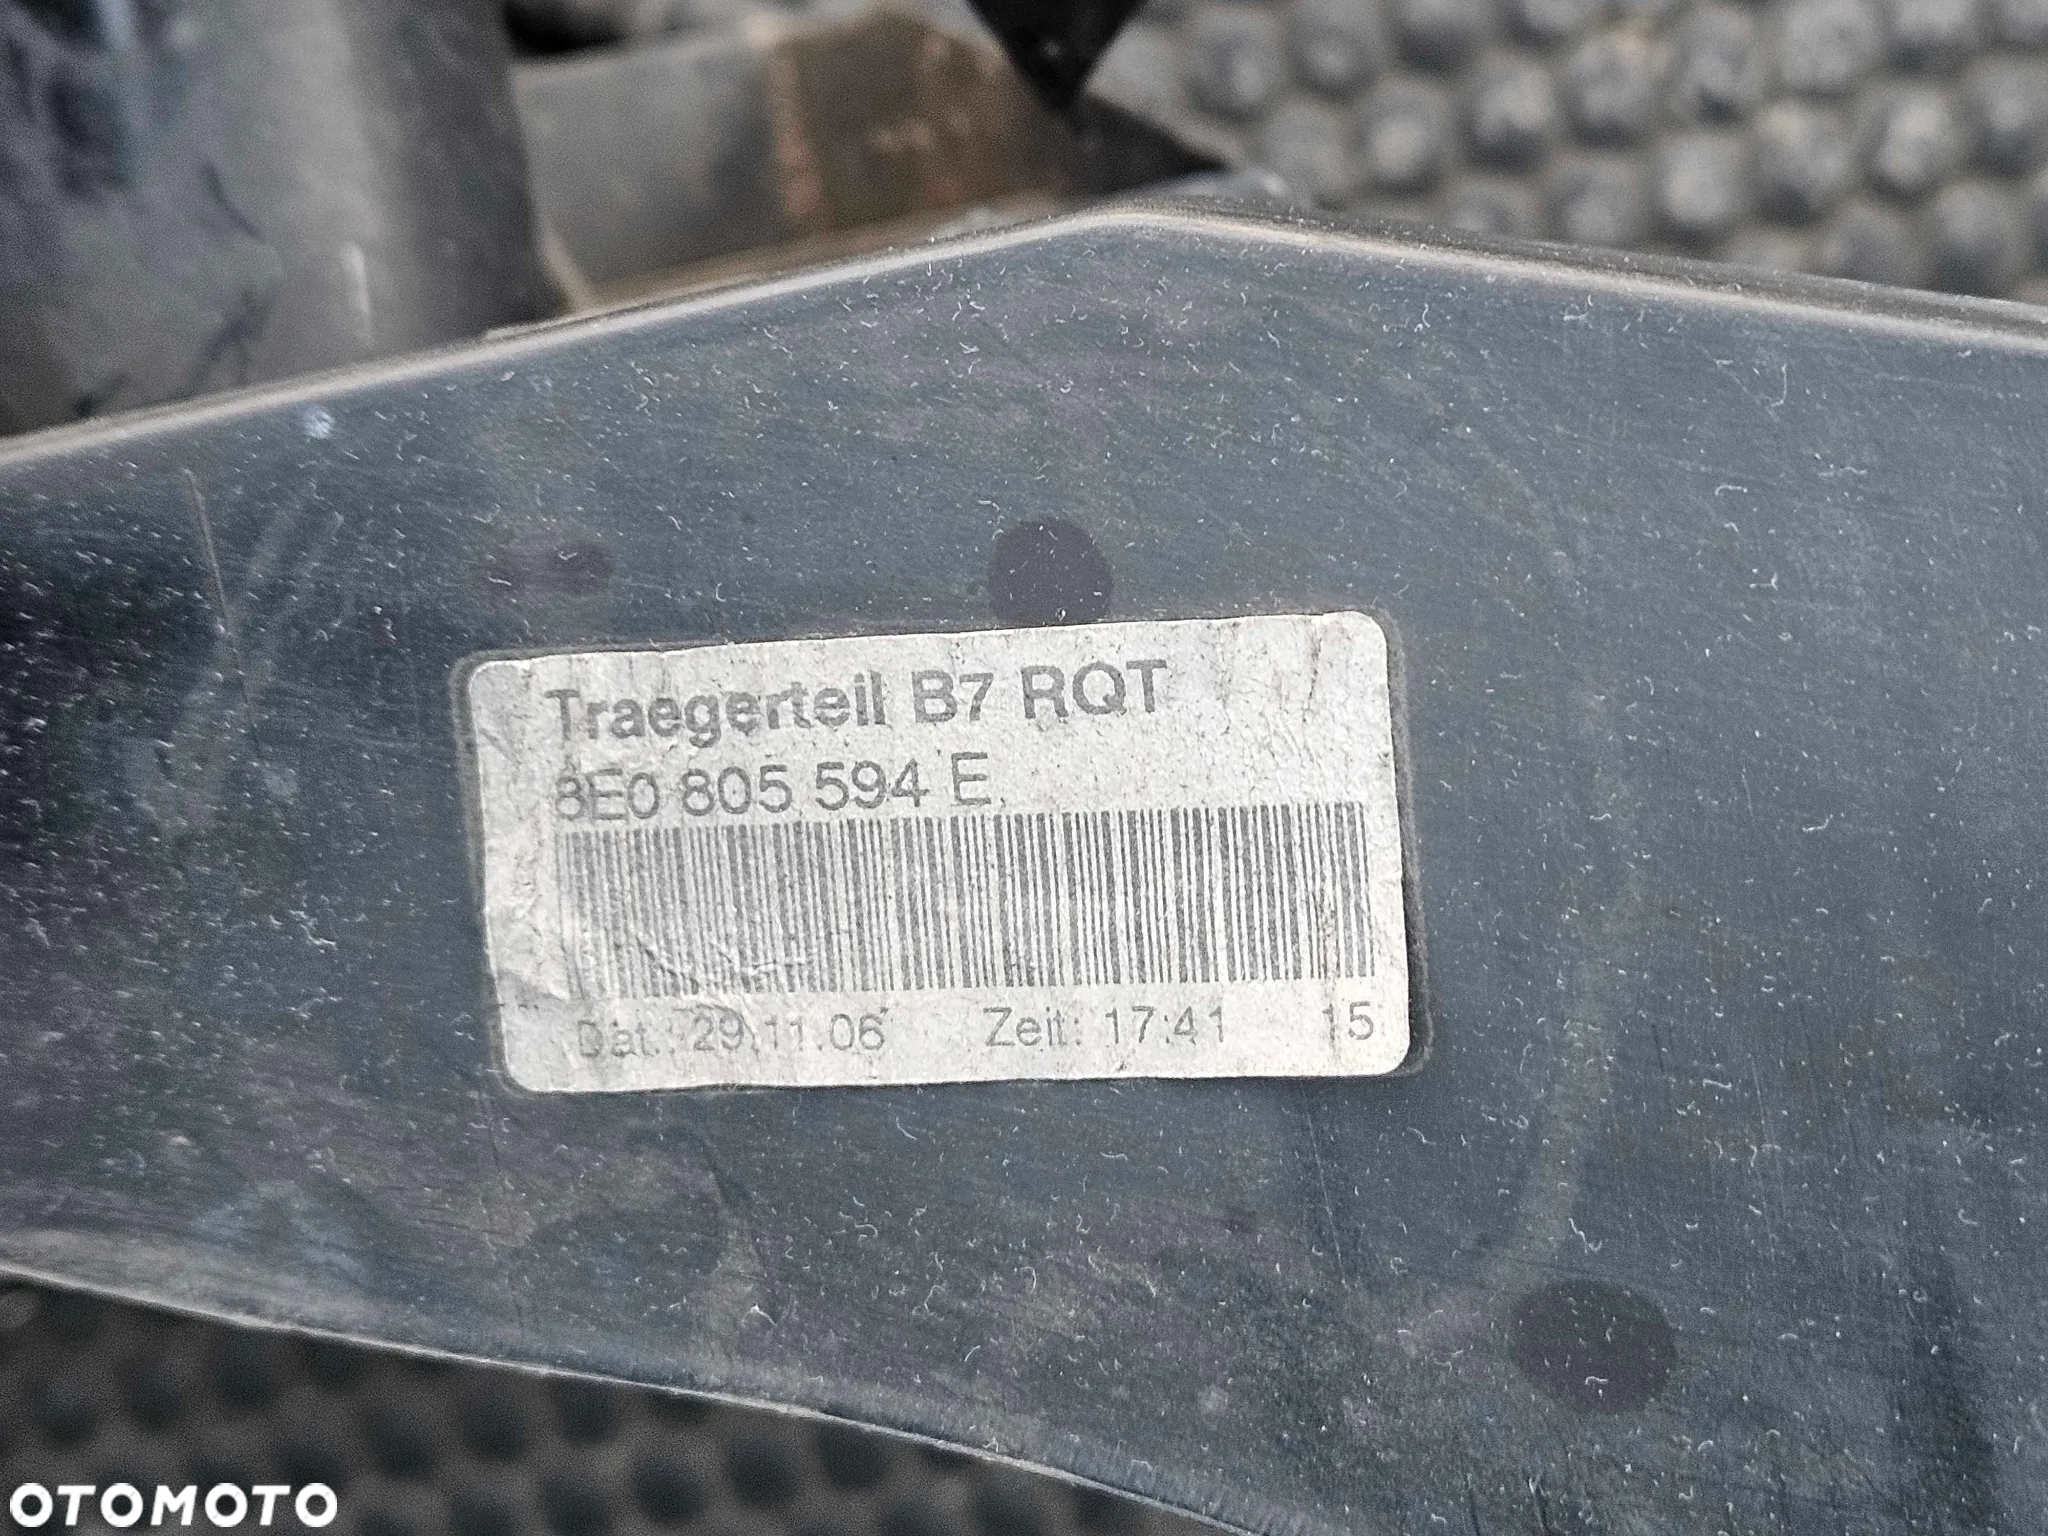 Traegerteil B7 RQT
8E0 805 594 E
Dat.: 29.11.06 Zeit: 17:41 15
OTOMOTO